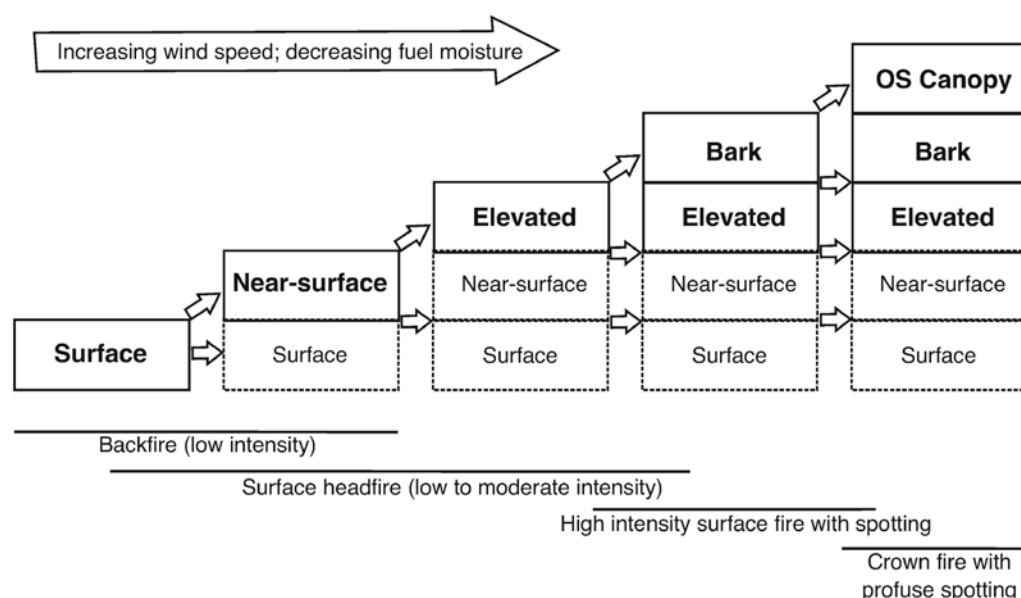 Increasing wind speed; decreasing fuel moisture
OS Canopy
Bark
Bark
Elevated
Elevated
Elevated
Near-surface
Near-surface
Near-surface
Near-surface
Surface
Surface
Surface
Surface
Surface
Backfire (low intensity)
Surface headfire (low to moderate intensity)
High intensity surface fire with spotting
Crown fire with
profuse spotting